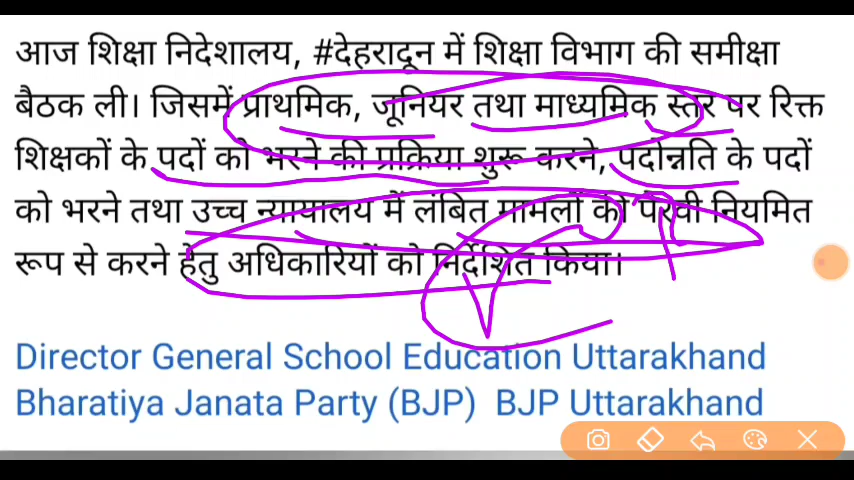 आज शिक्षा निदेशालय, #देहरादून में शिक्षा विभाग की समीक्षा
बैठक ली। जिसमें प्राथमिक, जूनियर तथा माध्यमिक स्तर पर रिक्त
शिक्षकों के पदों को भरने की प्रक्रिया शुरू करने, पदोन्नति के पदों
को भरने तथा उच्च न्यायालय में लंबित मामलों की पैरवी नियमित
रूप से करने हेतु अधिकारियों को निर्देशित किया।
Director General School Education Uttarakhand
Bharatiya Janata Party (BJP) BJP Uttarakhand